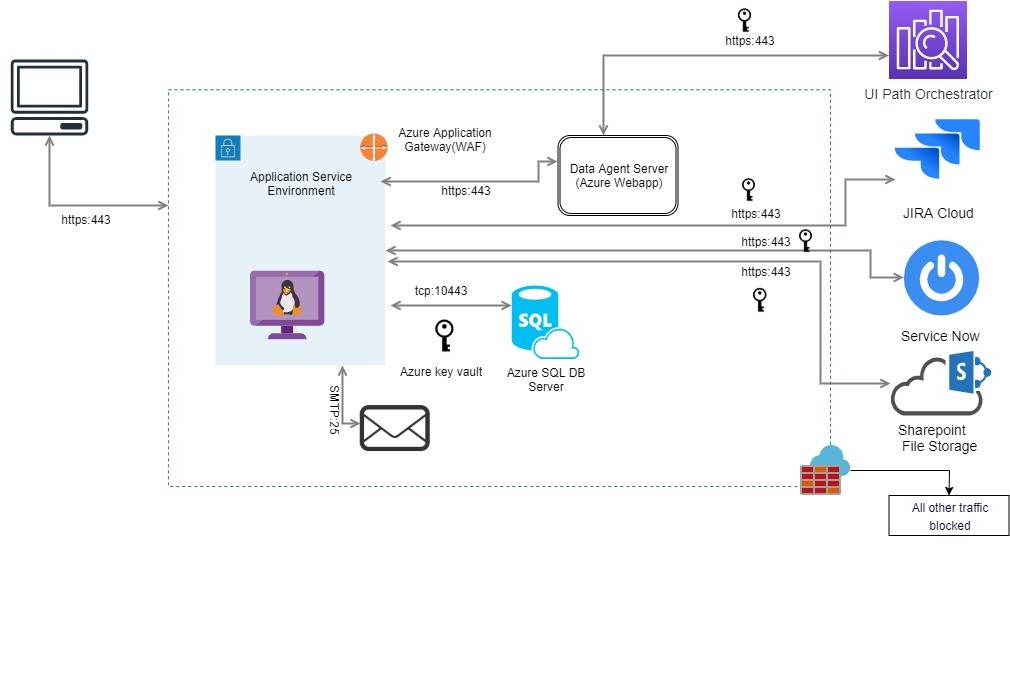 https:443
UI Path Orchestrator
Azure Application
Gateway(WAF)
Application Service
Environment
https:443
Data Agent Server
(Azure Webapp)
https:443
https:443
JIRA Cloud
https:443
https:443
Service Now
tcp:10443
SQL
Azure key vault
Azure SQL DB
Server
SMTP:25
S
Sharepoint
File Storage
All other traffic
blocked